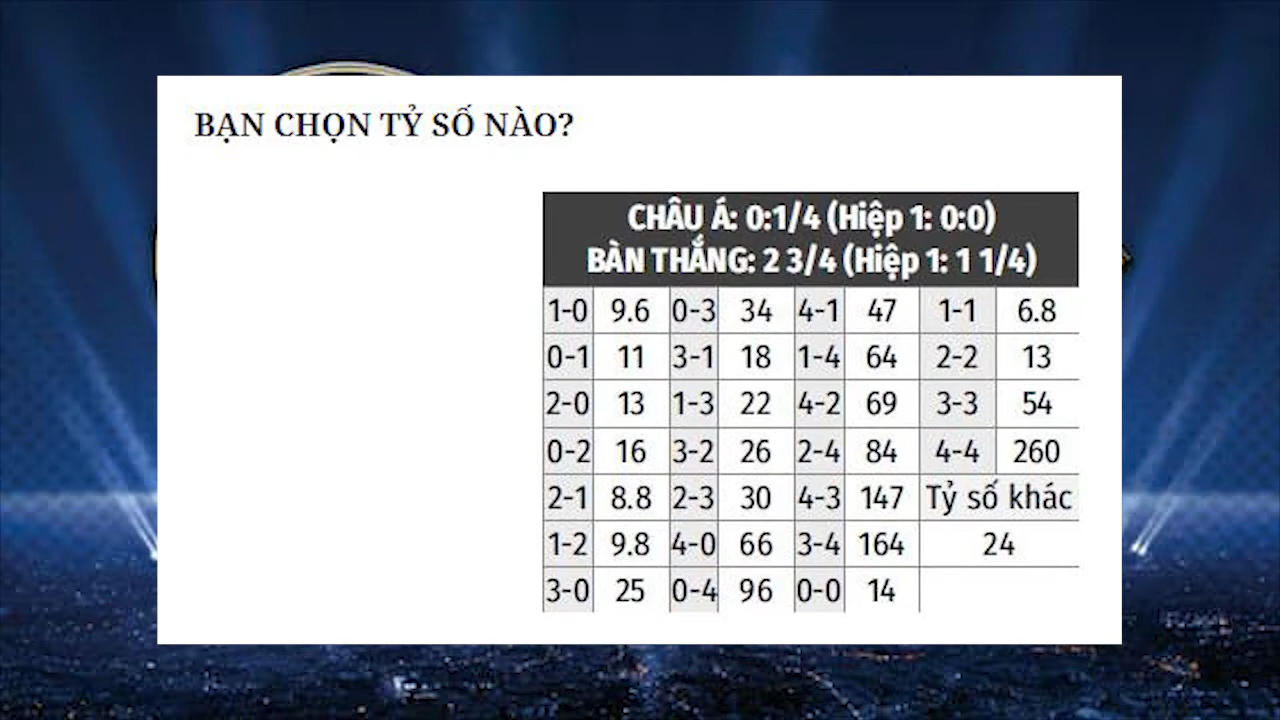 BẠN CHỌN TỶ SỐ NÀO?
CHÂU Á: 0:1/4 (Hiệp 1: 0:0)
BÀN THẮNG: 2 3/4 (Hiệp 1: 1 1/4)
1-0 9.6 0-3 34 4-1 47 1-1 6.8
0-1 11 3-1 18 1-4 64 2-2 13
2-0 13 1-3 22 4-2 69 3-3 54
0-2 16 3-2 26 2-4 84 4-4 260
2-1 8.8 2-3 30 4-3 147 Tỷ số khác
1-2 9.8 4-0 66 3-4 164 24
3-0 25 0-4 96 0-0 14